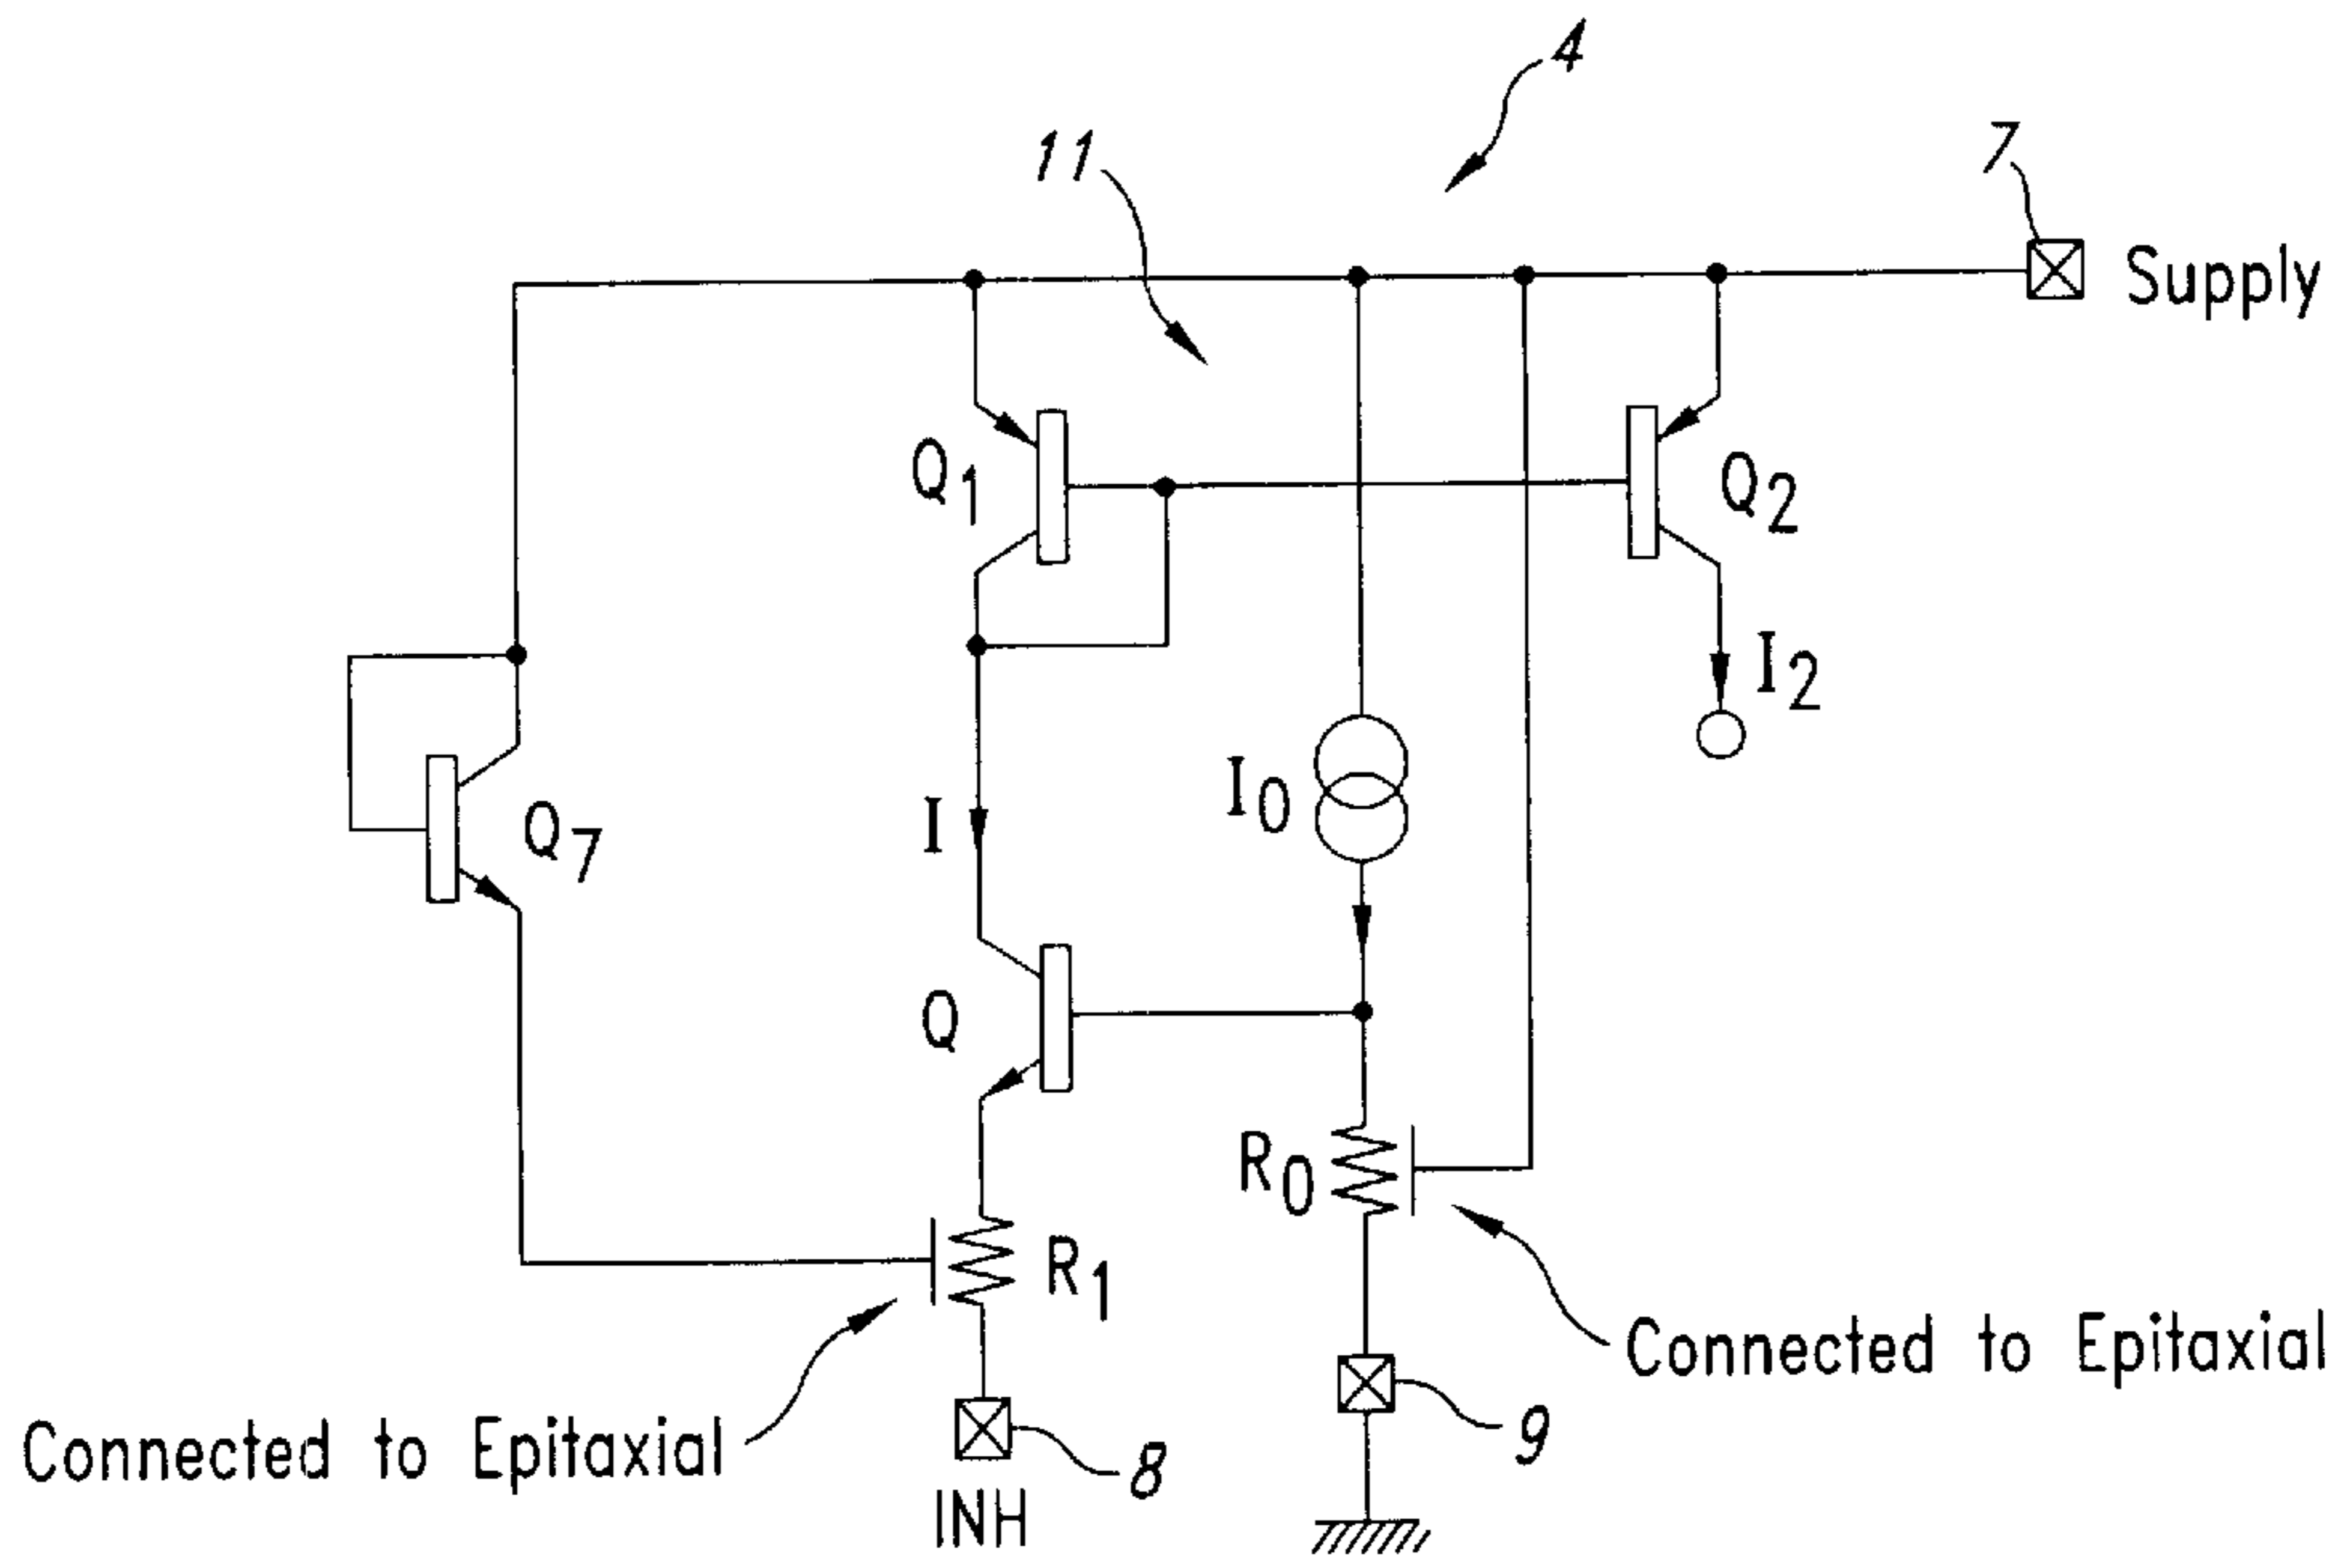 4
11
7
Supply
Q1
Q2
I2
I0
I
Q7
Q
R0
R1
Connected to Epitaxial
Connected to Epitaxial
9
8
INH